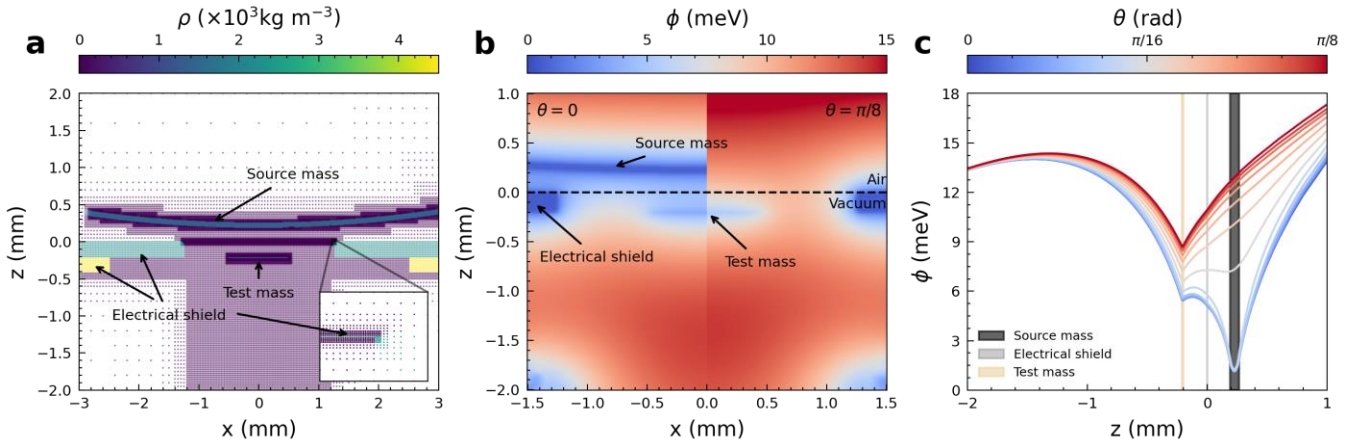 a
ρ (×10³kg m⁻³)
0 1 2 3 4
2.0
1.5
1.0
0.5
0.0
−0.5
−1.0
−1.5
−2.0
z (mm)
Source mass
Test mass
Electrical shield
−3 −2 −1 0 1 2 3
x (mm)
b
ϕ (meV)
0 5 10 15
1.0
0.5
0.0
−0.5
−1.0
−1.5
−2.0
z (mm)
θ = 0
θ = π/8
Source mass
Air
Vacuum
Electrical shield
Test mass
−1.5 −1.0 −0.5 0.0 0.5 1.0 1.5
x (mm)
c
θ (rad)
0 π/16 π/8
18
15
12
9
6
3
0
ϕ (meV)
Source mass
Electrical shield
Test mass
−2 −1 0 1
z (mm)